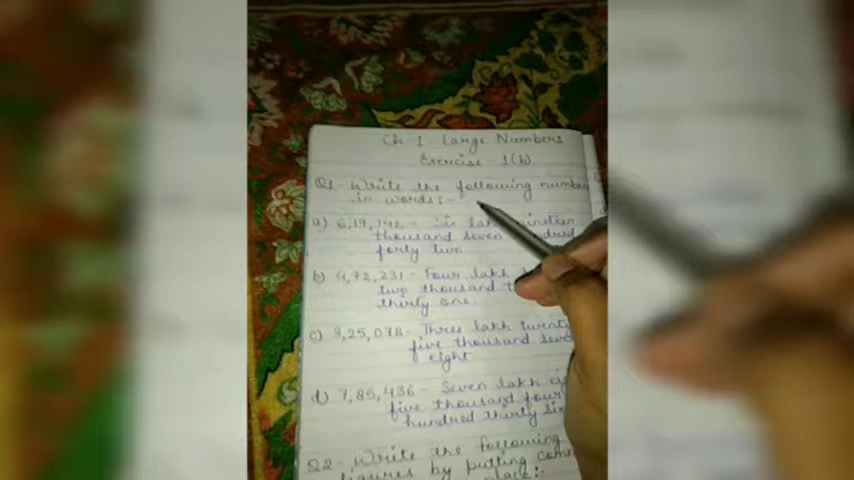 Ch-1 Large Numbers
Exercise - 1(b)
Q1- Write the following number
in words:-
a) 6,19,742 - Six lakh nineteen
thousand seven hundred
forty two
b) 4,72,231 - Four lakh
two thousand
thirty one.
c) 3,25,078 - Three lakh twenty
five thousand
eight
d) 7,85,436 - Seven lakh
five thousand four
hundred thirty six
Q2- Write the following
figures by putting
place:-